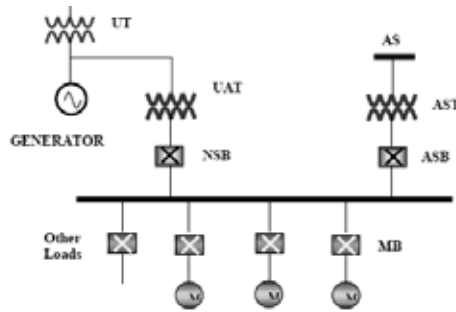 UT
AS
UAT
AST
GENERATOR
NSB
ASB
Other
Loads
MB
M
M
M